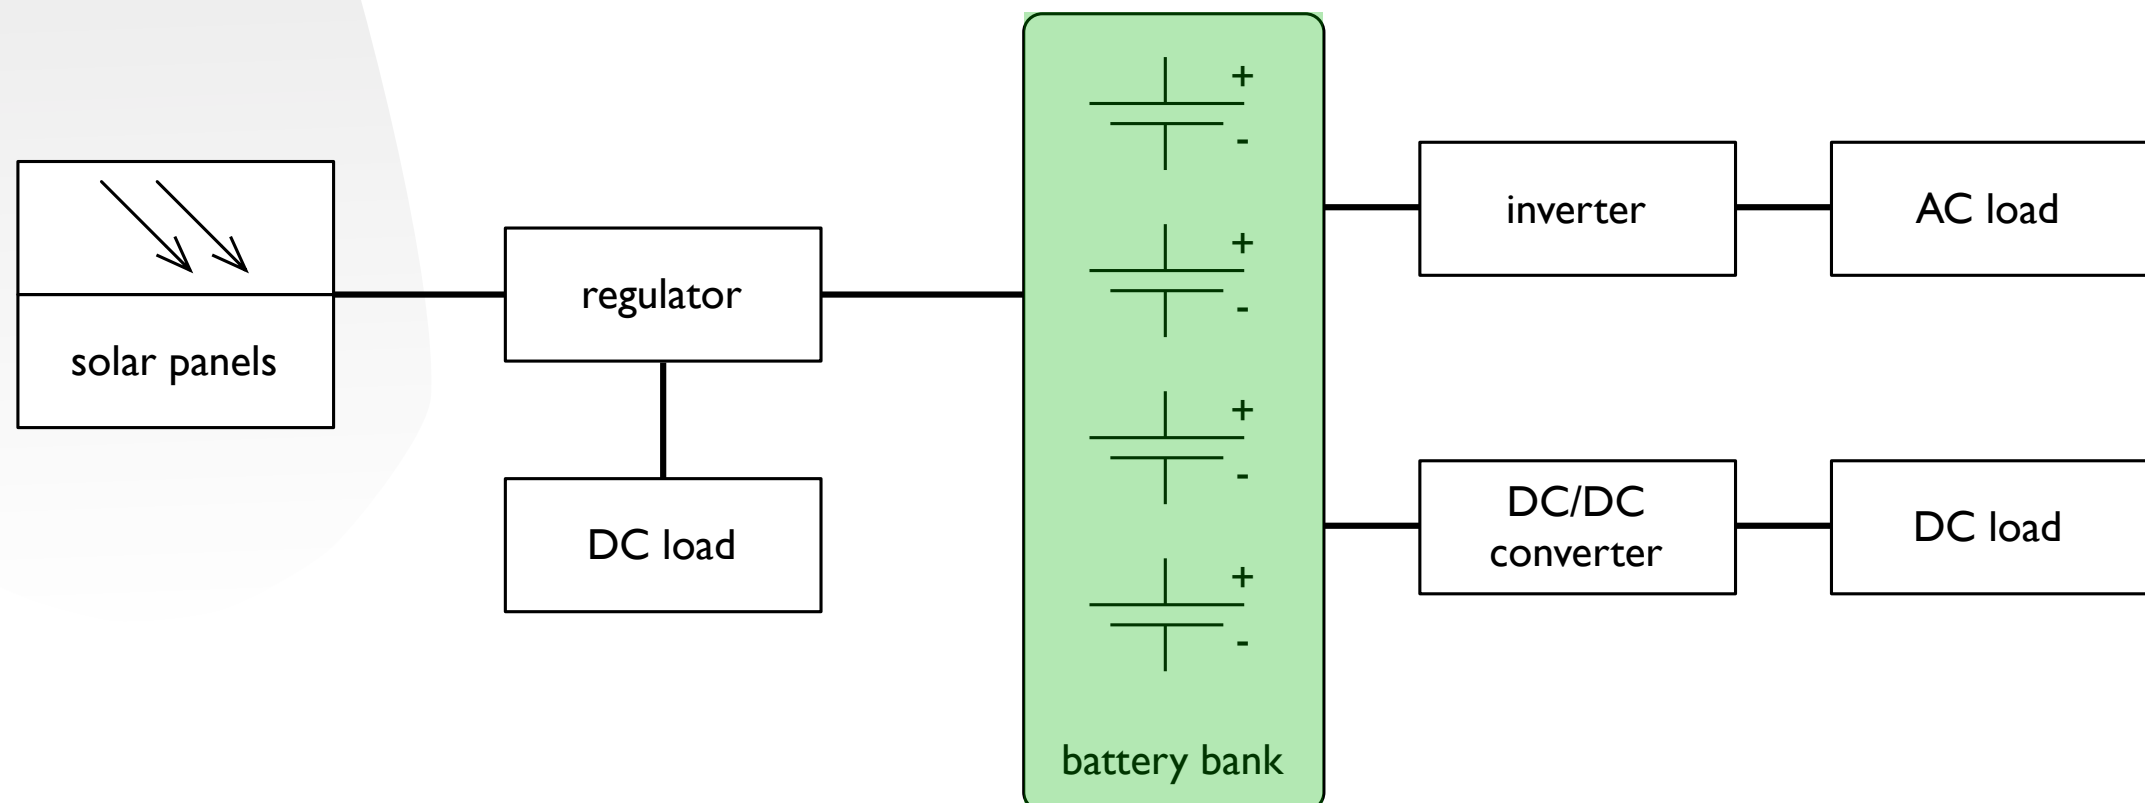 solar panels
regulator
DC load
+
-
+
-
+
-
+
-
battery bank
inverter
AC load
DC/DC
converter
DC load